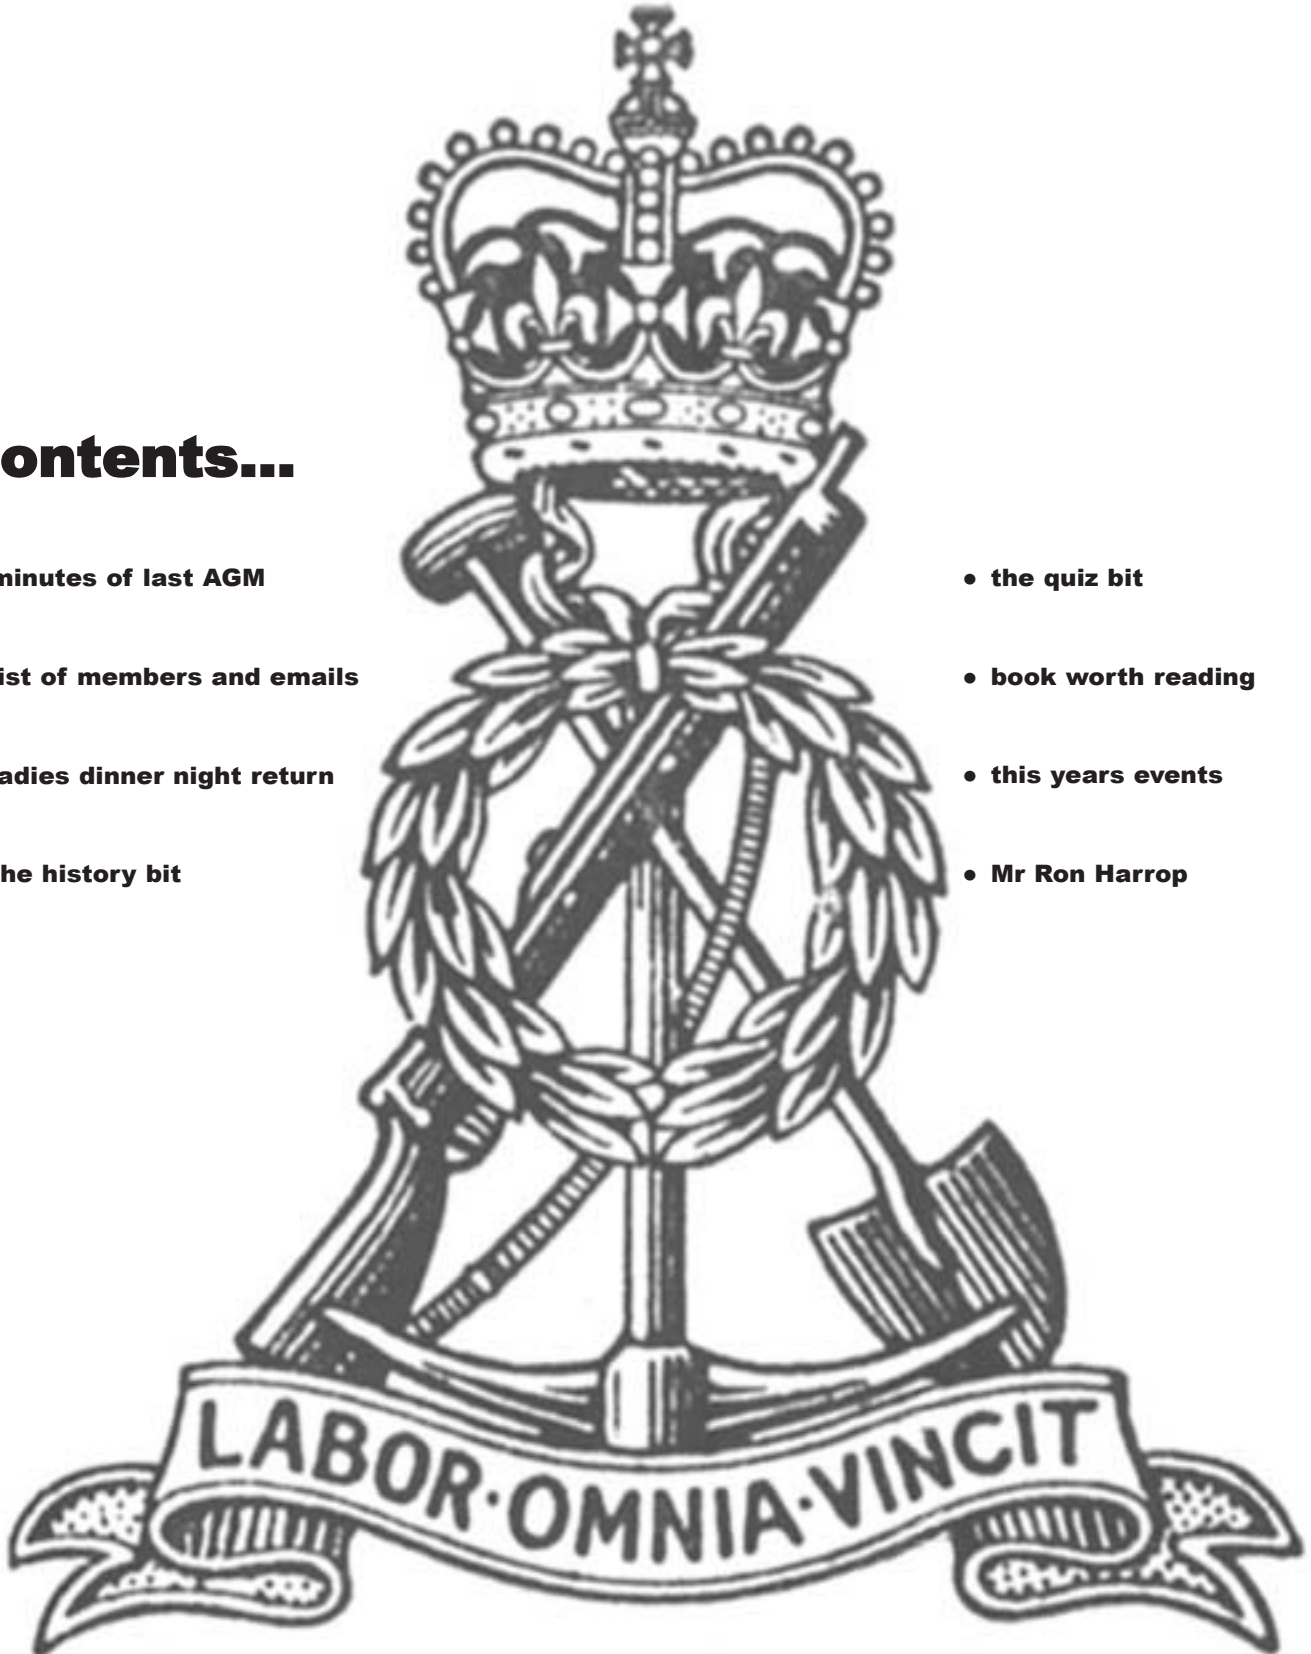 ontents...
minutes of last AGM
ist of members and emails
adies dinner night return
he history bit
• the quiz bit
• book worth reading
• this years events
• Mr Ron Harrop
LABOR·OMNIA·VINCIT